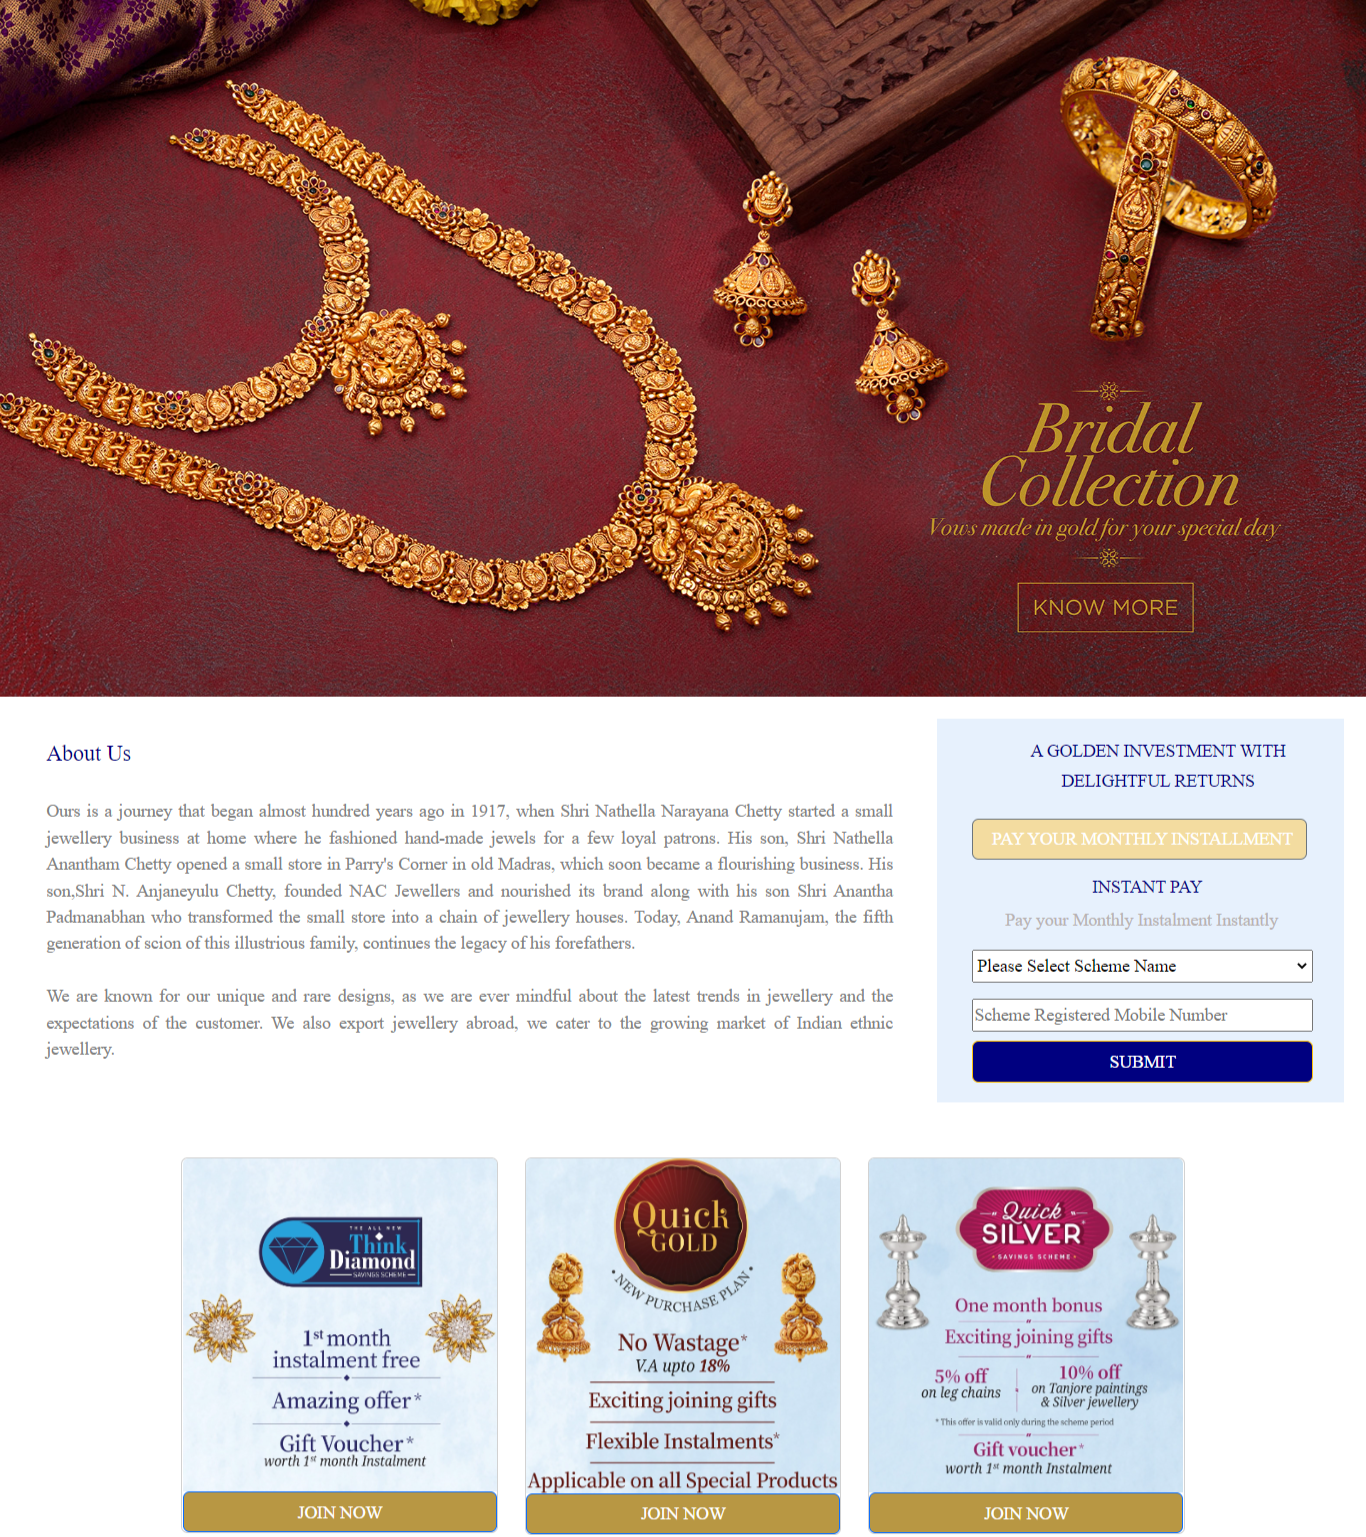 Bridal
Collection
Vows made in gold for your special day
KNOW MORE
About Us
Ours is a journey that began almost hundred years ago in 1917, when Shri Nathella Narayana Chetty started a small
jewellery business at home where he fashioned hand-made jewels for a few loyal patrons. His son, Shri Nathella
Anantham Chetty opened a small store in Parry's Corner in old Madras, which soon became a flourishing business. His
son,Shri N. Anjaneyulu Chetty, founded NAC Jewellers and nourished its brand along with his son Shri Anantha
Padmanabhan who transformed the small store into a chain of jewellery houses. Today, Anand Ramanujam, the fifth
generation of scion of this illustrious family, continues the legacy of his forefathers.
We are known for our unique and rare designs, as we are ever mindful about the latest trends in jewellery and the
expectations of the customer. We also export jewellery abroad, we cater to the growing market of Indian ethnic
jewellery.
A GOLDEN INVESTMENT WITH
DELIGHTFUL RETURNS
PAY YOUR MONTHLY INSTALLMENT
INSTANT PAY
Pay your Monthly Instalment Instantly
Please Select Scheme Name
Scheme Registered Mobile Number
SUBMIT
THE ALL NEW
Think
Diamond
SAVINGS SCHEME
1st month
instalment free
Amazing offer*
Gift Voucher*
worth 1st month Instalment
JOIN NOW
Quick
GOLD
• NEW PURCHASE PLAN •
No Wastage*
V.A upto 18%
Exciting joining gifts
Flexible Instalments*
Applicable on all Special Products
JOIN NOW
Quick
SILVER
• SAVINGS SCHEME •
One month bonus
Exciting joining gifts
5% off
on leg chains
10% off
on Tanjore paintings
& Silver jewellery
* This offer is valid only during the scheme period
Gift voucher*
worth 1st month Instalment
JOIN NOW